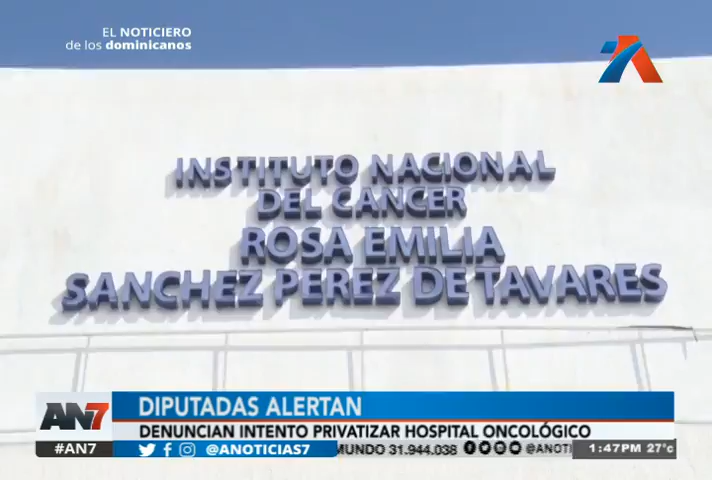 EL NOTICIERO
de los dominicanos
INSTITUTO NACIONAL
DEL CANCER
ROSA EMILIA
SANCHEZ PEREZ DE TAVARES
AN7
DIPUTADAS ALERTAN
DENUNCIAN INTENTO PRIVATIZAR HOSPITAL ONCOLÓGICO
#AN7
@ANOTICIAS7
MUNDO 31.944.038
@ANOTI
1:47PM 27°c